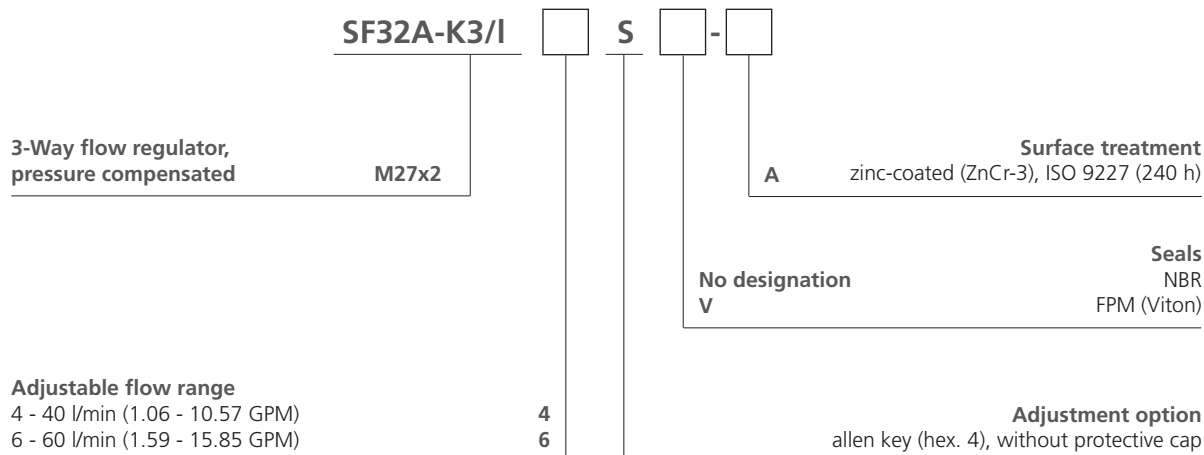 SF32A-K3/I S -
3-Way flow regulator,
pressure compensated M27x2
Surface treatment
A zinc-coated (ZnCr-3), ISO 9227 (240 h)
Seals
No designation NBR
V FPM (Viton)
Adjustable flow range
4 - 40 l/min (1.06 - 10.57 GPM) 4
6 - 60 l/min (1.59 - 15.85 GPM) 6
Adjustment option
allen key (hex. 4), without protective cap